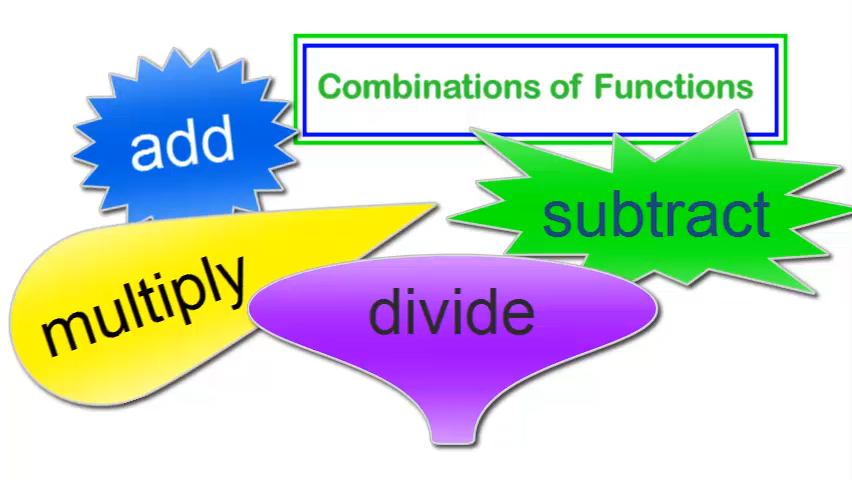 Combinations of Functions
add
subtract
multiply
divide